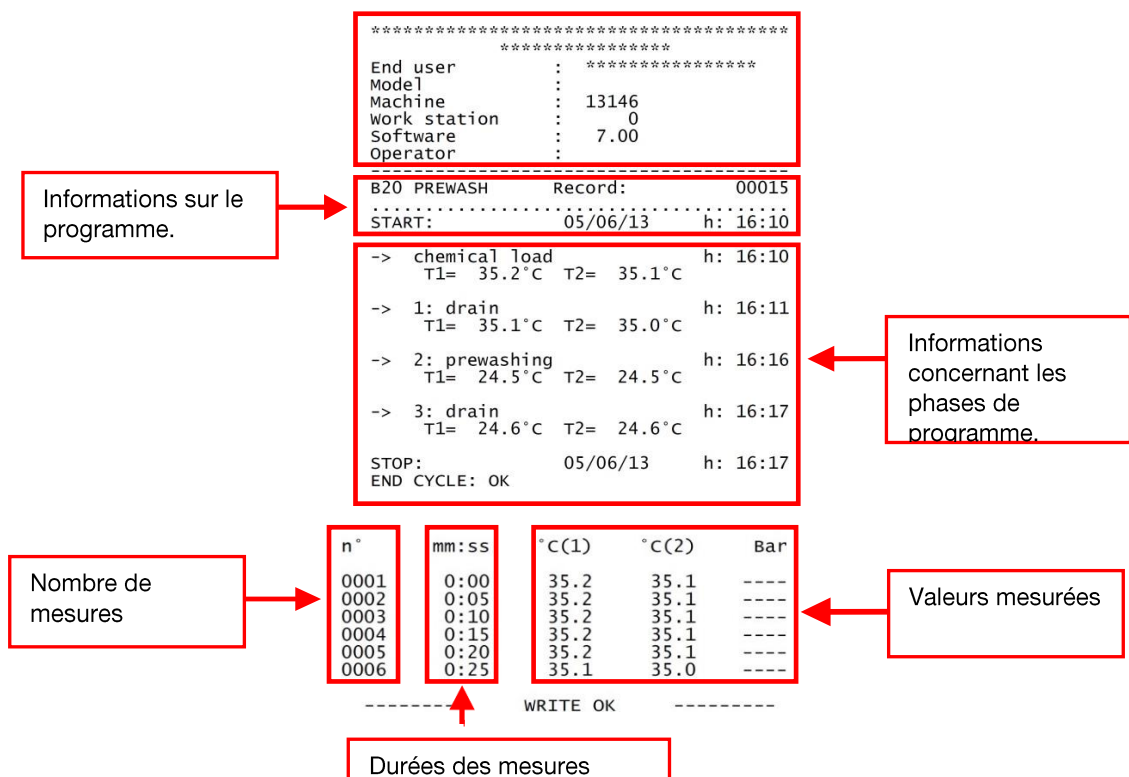 ***************************************
****************
End user : ****************
Model :
Machine : 13146
Work station : 0
Software : 7.00
Operator :
---------------------------------------
B20 PREWASH Record: 00015
.......................................
START: 05/06/13 h: 16:10
Informations sur le
programme.
-> chemical load h: 16:10
T1= 35.2°C T2= 35.1°C
-> 1: drain h: 16:11
T1= 35.1°C T2= 35.0°C
-> 2: prewashing h: 16:16
T1= 24.5°C T2= 24.5°C
-> 3: drain h: 16:17
T1= 24.6°C T2= 24.6°C
STOP: 05/06/13 h: 16:17
END CYCLE: OK
Informations
concernant les
phases de
programme.
n° mm:ss °C(1) °C(2) Bar
0001 0:00 35.2 35.1 ----
0002 0:05 35.2 35.1 ----
0003 0:10 35.2 35.1 ----
0004 0:15 35.2 35.1 ----
0005 0:20 35.2 35.1 ----
0006 0:25 35.1 35.0 ----
Nombre de
mesures
Valeurs mesurées
--------- WRITE OK ---------
Durées des mesures